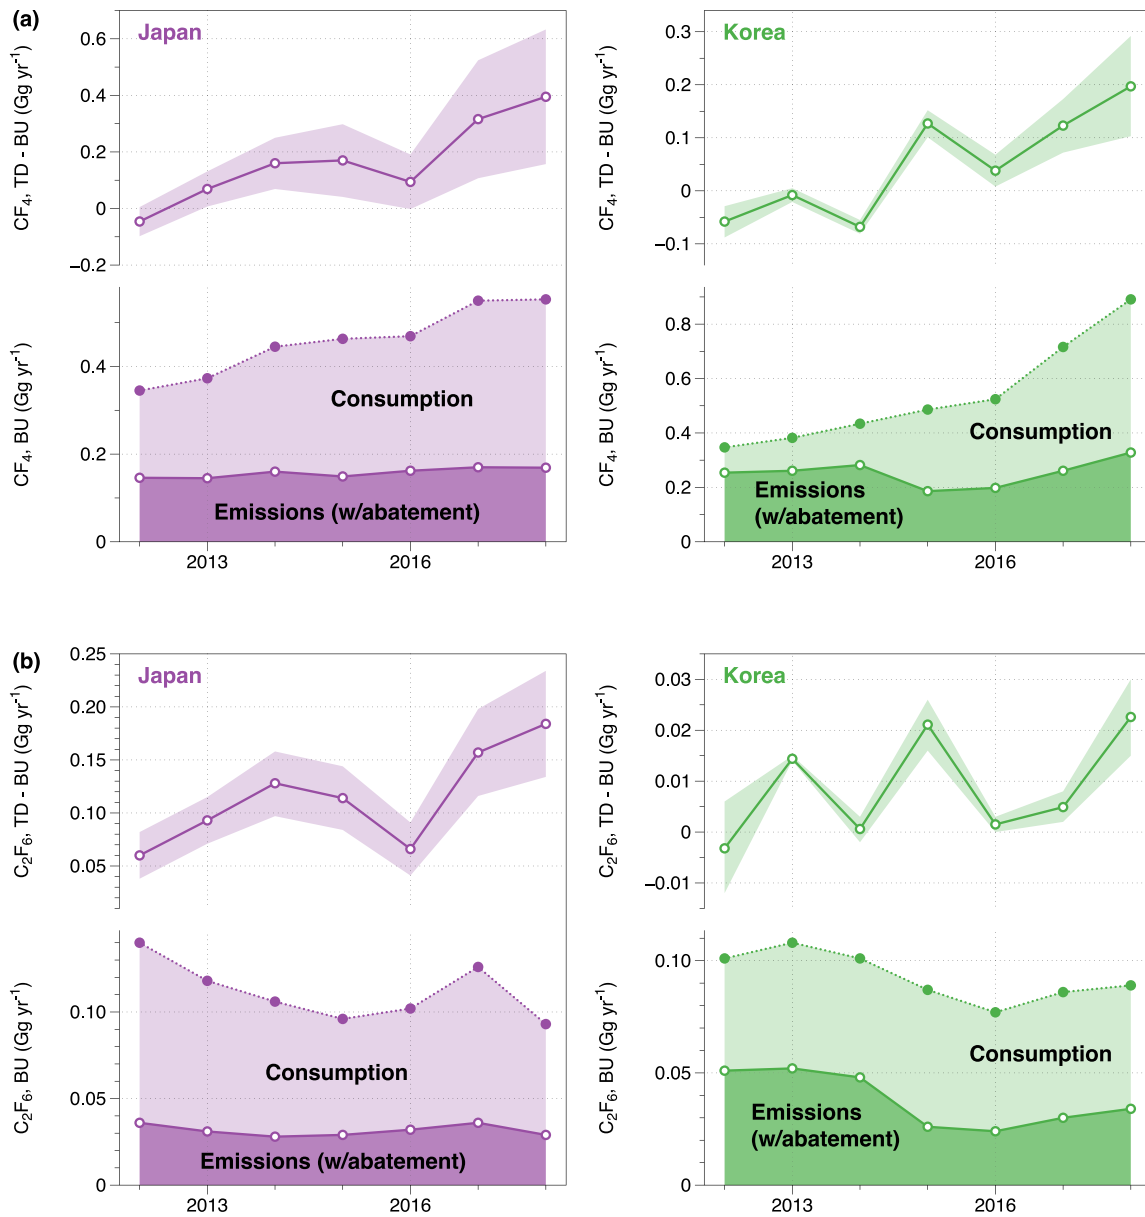 (a)
Japan
CF₄, TD - BU (Gg yr⁻¹)
0.6
0.4
0.2
0
−0.2
CF₄, BU (Gg yr⁻¹)
0.4
0.2
0
Consumption
Emissions (w/abatement)
2013
2016
Korea
CF₄, TD - BU (Gg yr⁻¹)
0.3
0.2
0.1
0
−0.1
CF₄, BU (Gg yr⁻¹)
0.8
0.6
0.4
0.2
0
Consumption
Emissions
(w/abatement)
2013
2016
(b)
Japan
C₂F₆, TD - BU (Gg yr⁻¹)
0.25
0.20
0.15
0.10
0.05
C₂F₆, BU (Gg yr⁻¹)
0.10
0.05
0
Consumption
Emissions (w/abatement)
2013
2016
Korea
C₂F₆, TD - BU (Gg yr⁻¹)
0.03
0.02
0.01
0
−0.01
C₂F₆, BU (Gg yr⁻¹)
0.10
0.05
0
Consumption
Emissions
(w/abatement)
2013
2016